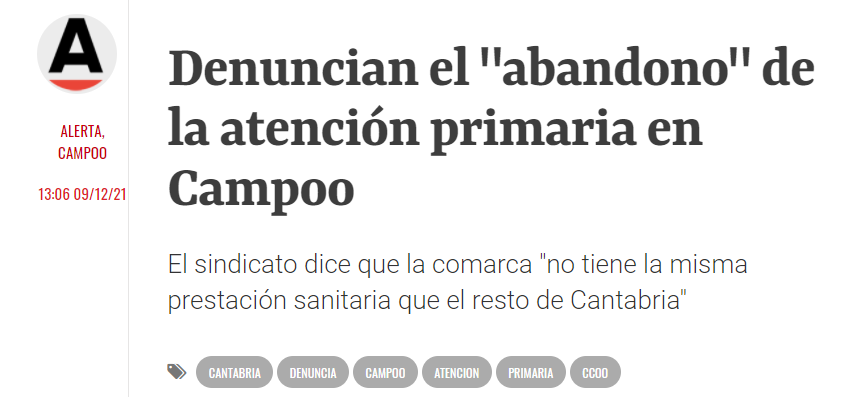 A
ALERTA,
CAMPOO
13:06 09/12/21
Denuncian el "abandono" de
la atención primaria en
Campoo
El sindicato dice que la comarca "no tiene la misma
prestación sanitaria que el resto de Cantabria"
CANTABRIA DENUNCIA CAMPOO ATENCION PRIMARIA CCOO